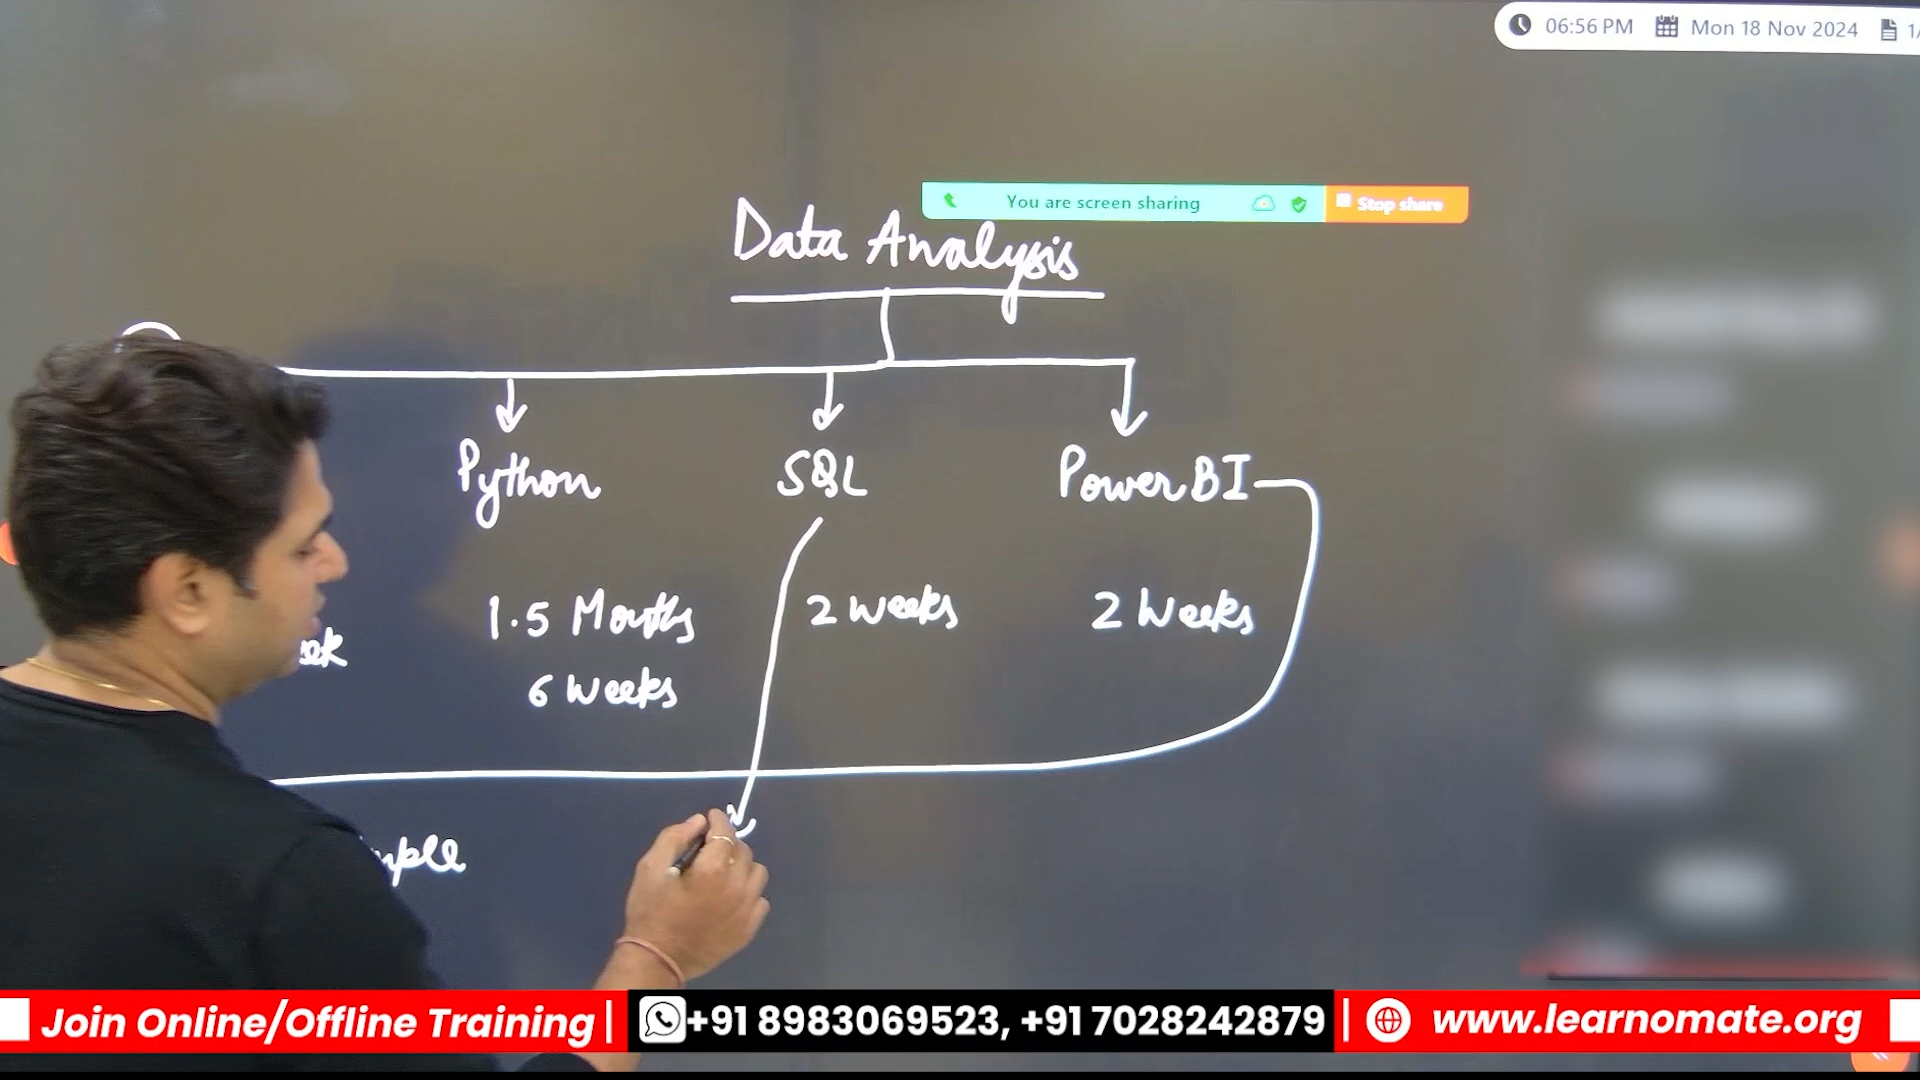 06:56 PM Mon 18 Nov 2024
You are screen sharing Stop share
Data Analysis
Python SQL PowerBI
1.5 Months 2 weeks 2 Weeks
6 Weeks
Join Online/Offline Training | +91 8983069523, +91 7028242879 | www.learnomate.org